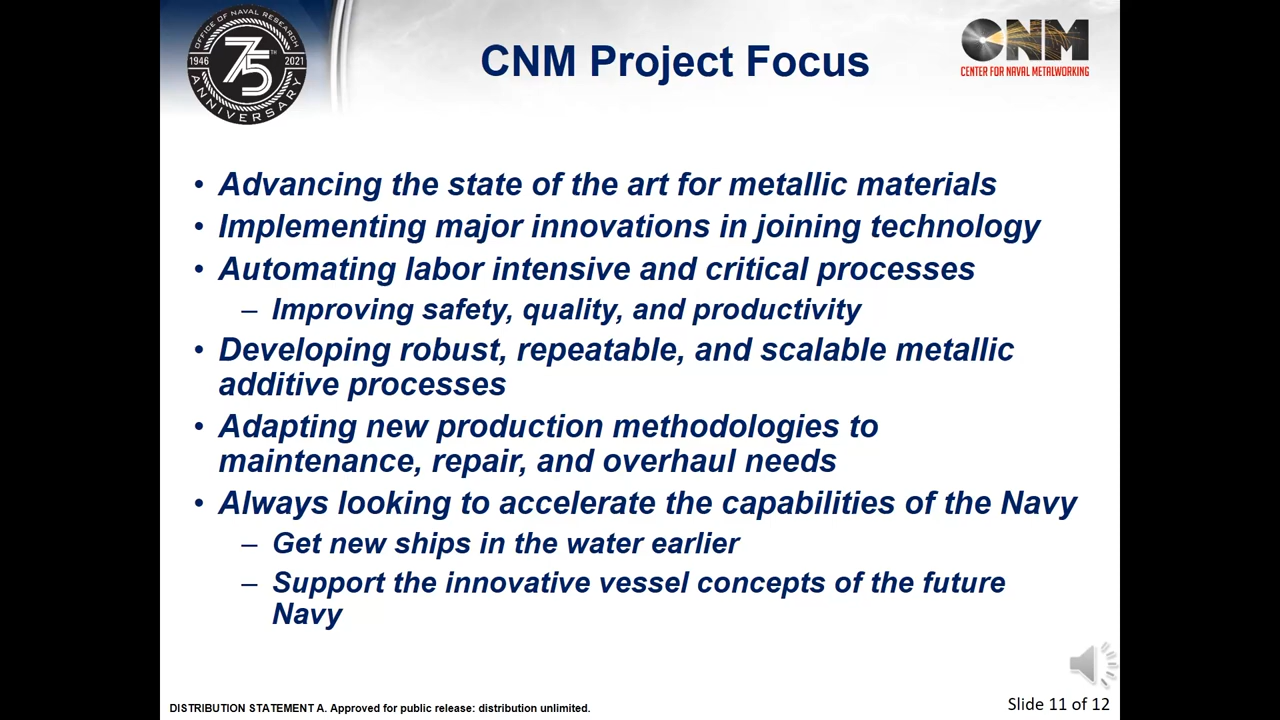 OFFICE OF NAVAL RESEARCH
1946 75TH 2021
ANNIVERSARY
CNM Project Focus
CNM
CENTER FOR NAVAL METALWORKING
• Advancing the state of the art for metallic materials
• Implementing major innovations in joining technology
• Automating labor intensive and critical processes
– Improving safety, quality, and productivity
• Developing robust, repeatable, and scalable metallic
additive processes
• Adapting new production methodologies to
maintenance, repair, and overhaul needs
• Always looking to accelerate the capabilities of the Navy
– Get new ships in the water earlier
– Support the innovative vessel concepts of the future
Navy
DISTRIBUTION STATEMENT A. Approved for public release: distribution unlimited.
Slide 11 of 12